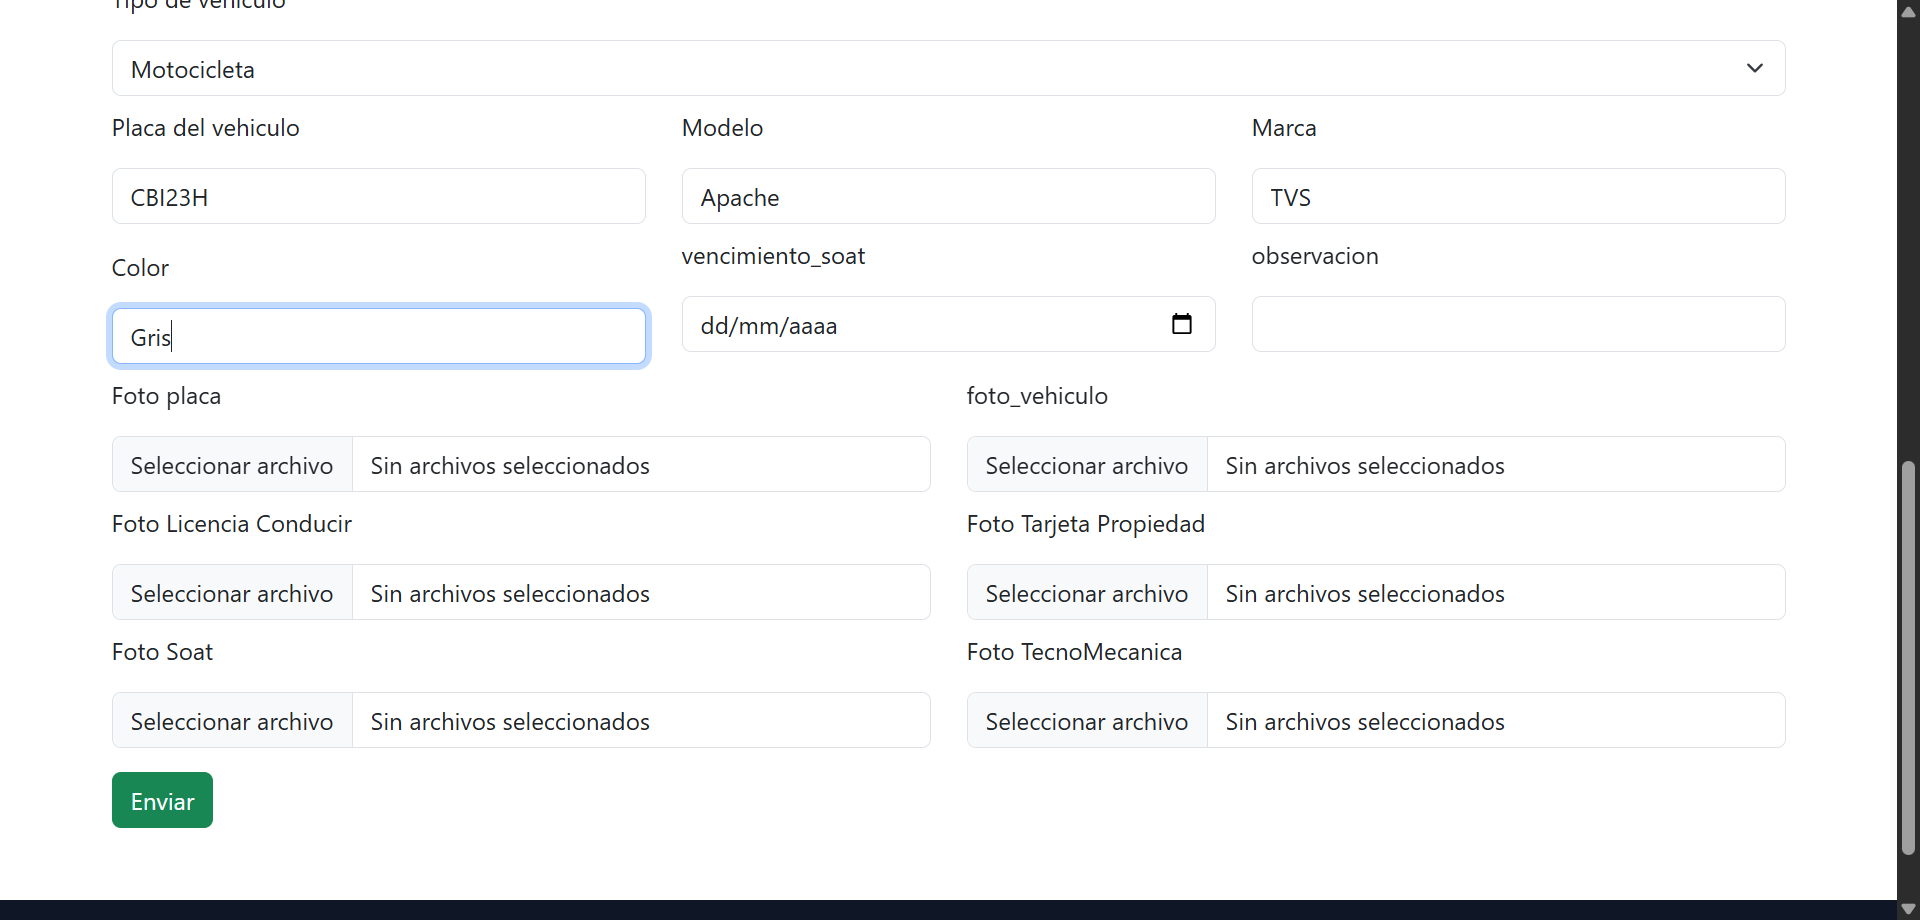 Tipo de vehiculo
Motocicleta
Placa del vehiculo
Modelo
Marca
CBI23H
Apache
TVS
Color
vencimiento_soat
observacion
Gris
dd/mm/aaaa
Foto placa
foto_vehiculo
Seleccionar archivo Sin archivos seleccionados
Seleccionar archivo Sin archivos seleccionados
Foto Licencia Conducir
Foto Tarjeta Propiedad
Seleccionar archivo Sin archivos seleccionados
Seleccionar archivo Sin archivos seleccionados
Foto Soat
Foto TecnoMecanica
Seleccionar archivo Sin archivos seleccionados
Seleccionar archivo Sin archivos seleccionados
Enviar